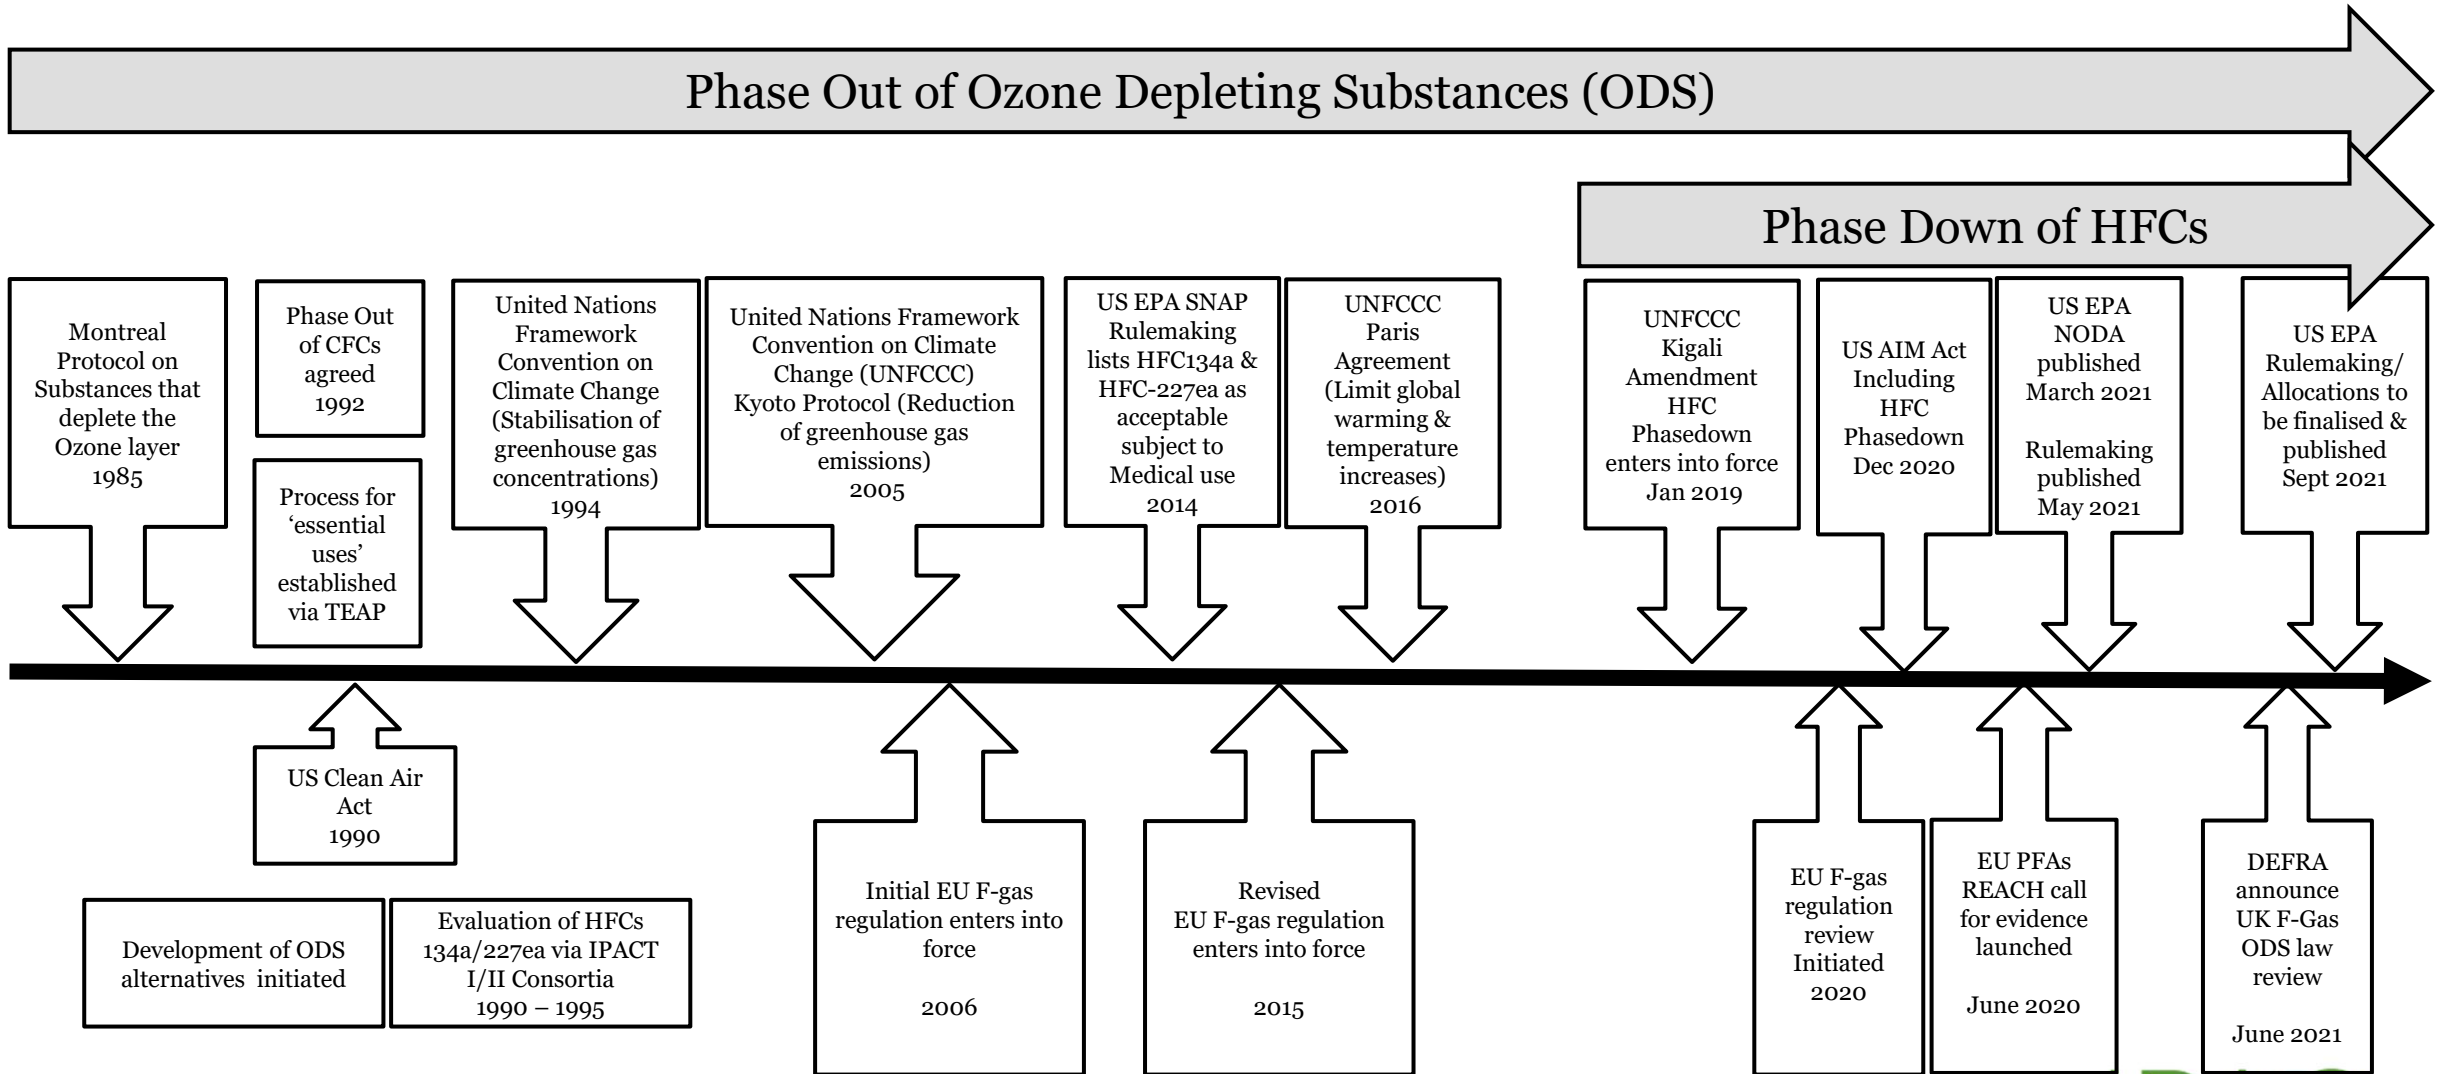 Phase Out of Ozone Depleting Substances (ODS)
Phase Down of HFCs
Montreal
Protocol on
Substances that
deplete the
Ozone layer
1985
Phase Out
of CFCs
agreed
1992
Process for
‘essential
uses’
established
via TEAP
United Nations
Framework
Convention on
Climate Change
(Stabilisation of
greenhouse gas
concentrations)
1994
United Nations Framework
Convention on Climate
Change (UNFCCC)
Kyoto Protocol (Reduction
of greenhouse gas
emissions)
2005
US EPA SNAP
Rulemaking
lists HFC134a &
HFC-227ea as
acceptable
subject to
Medical use
2014
UNFCCC
Paris
Agreement
(Limit global
warming &
temperature
increases)
2016
UNFCCC
Kigali
Amendment
HFC
Phasedown
enters into force
Jan 2019
US AIM Act
Including
HFC
Phasedown
Dec 2020
US EPA
NODA
published
March 2021
Rulemaking
published
May 2021
US EPA
Rulemaking/
Allocations to
be finalised &
published
Sept 2021
US Clean Air
Act
1990
Development of ODS
alternatives initiated
Evaluation of HFCs
134a/227ea via IPACT
I/II Consortia
1990 – 1995
Initial EU F-gas
regulation enters into
force
2006
Revised
EU F-gas regulation
enters into force
2015
EU F-gas
regulation
review
Initiated
2020
EU PFAs
REACH call
for evidence
launched
June 2020
DEFRA
announce
UK F-Gas
ODS law
review
June 2021